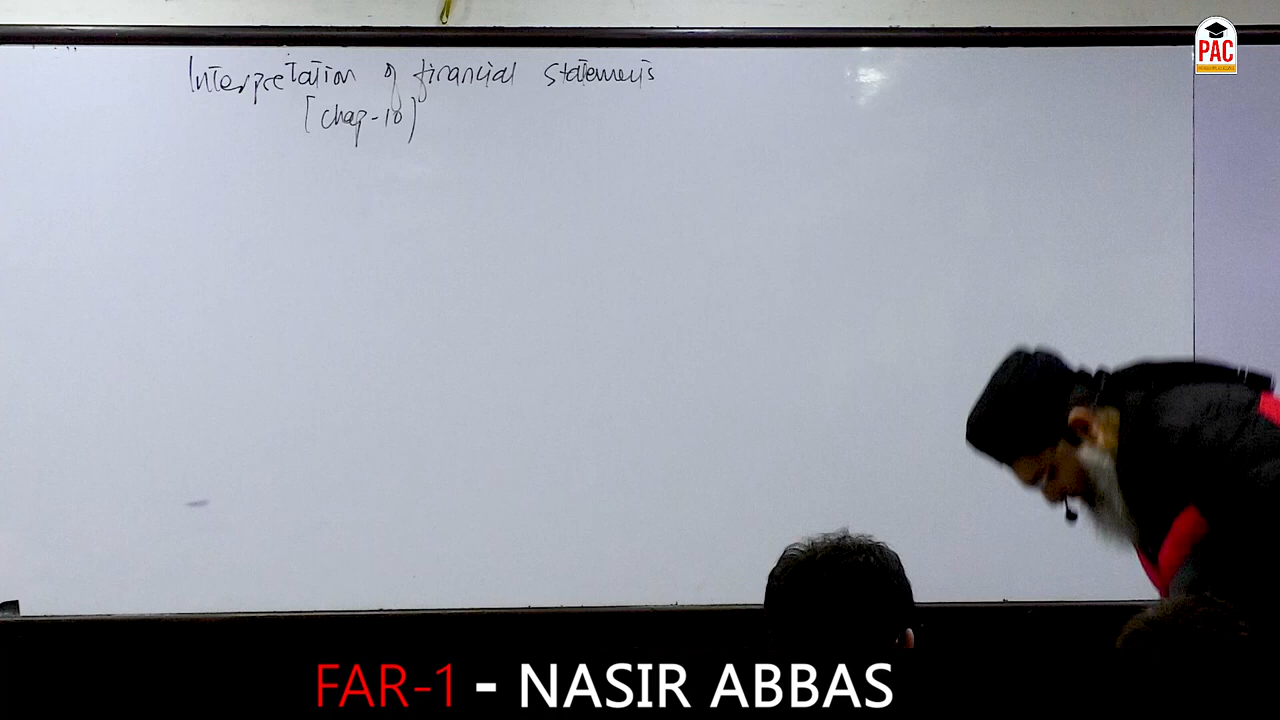 PAC
Interpretation of financial statements
[chap-10]
FAR-1 - NASIR ABBAS